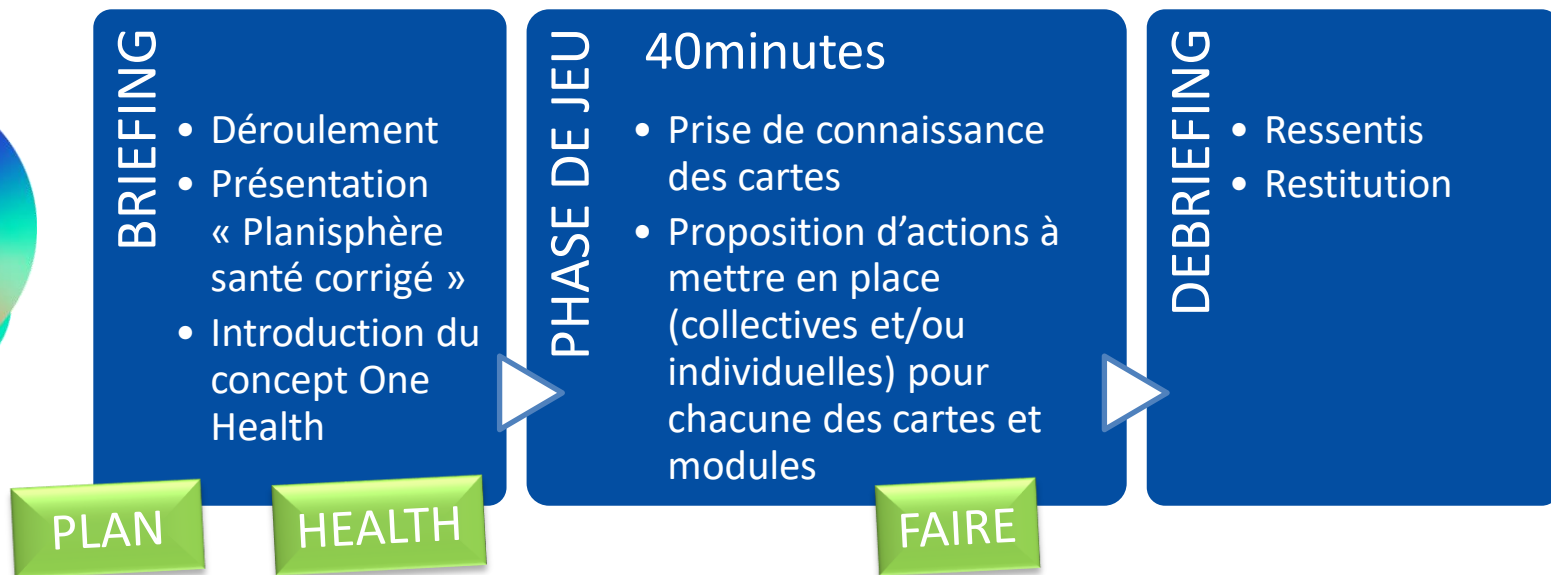 BRIEFING
• Déroulement
• Présentation
« Planisphère
santé corrigé »
• Introduction du
concept One
Health
PHASE DE JEU
40minutes
• Prise de connaissance
des cartes
• Proposition d’actions à
mettre en place
(collectives et/ou
individuelles) pour
chacune des cartes et
modules
DEBRIEFING
• Ressentis
• Restitution
PLAN
HEALTH
FAIRE